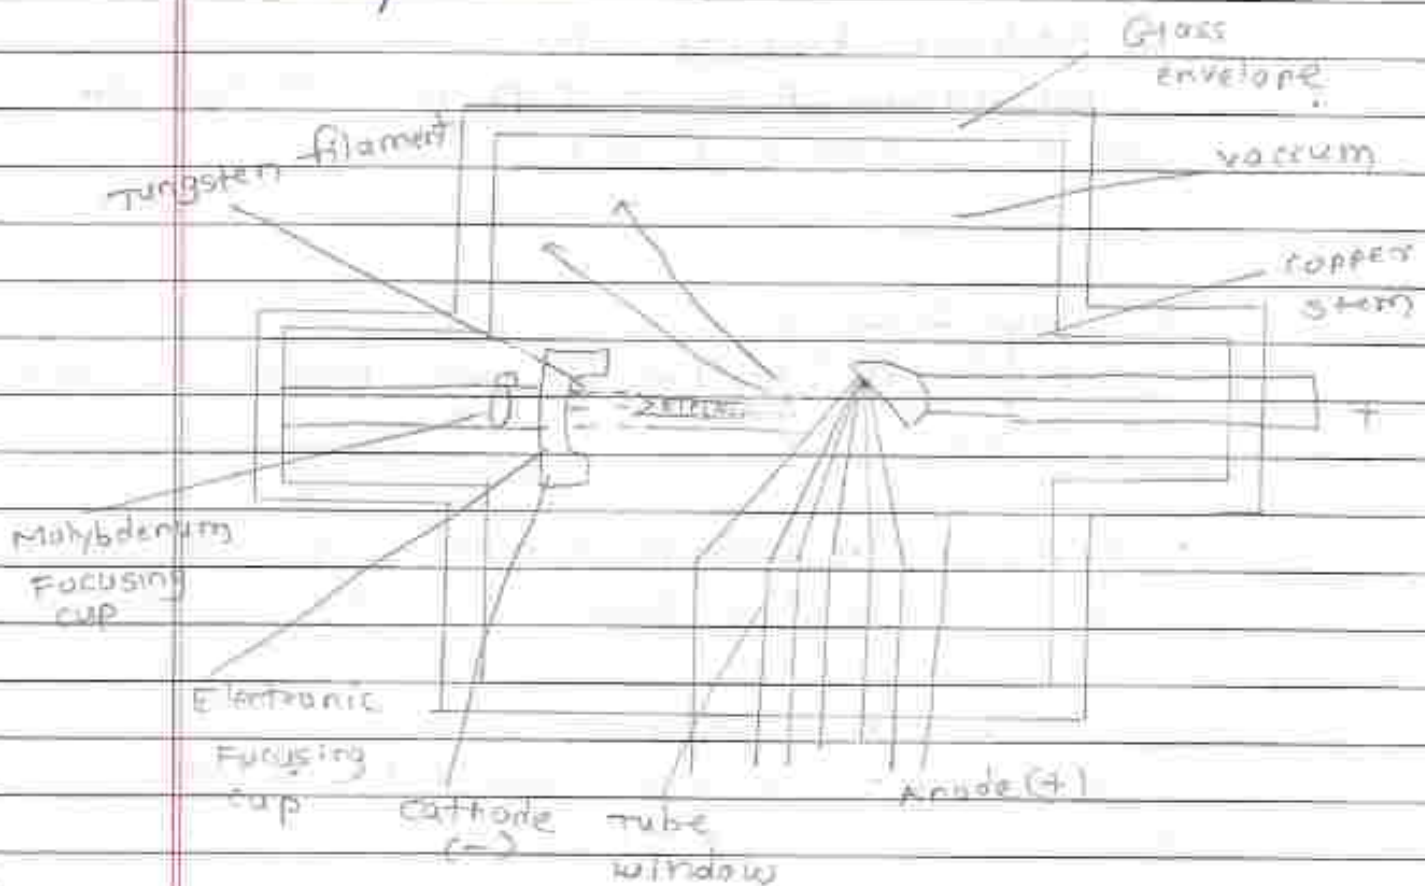 Glass
envelope
Tungsten filament
vaccum
copper
stem
+
Molybdenum
Focusing
cup
Electronic
Focusing
cup
Cathode
(-)
Tube
window
Anode (+)